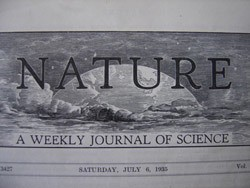 NATURE
A WEEKLY JOURNAL OF SCIENCE
SATURDAY, JULY 6, 1935